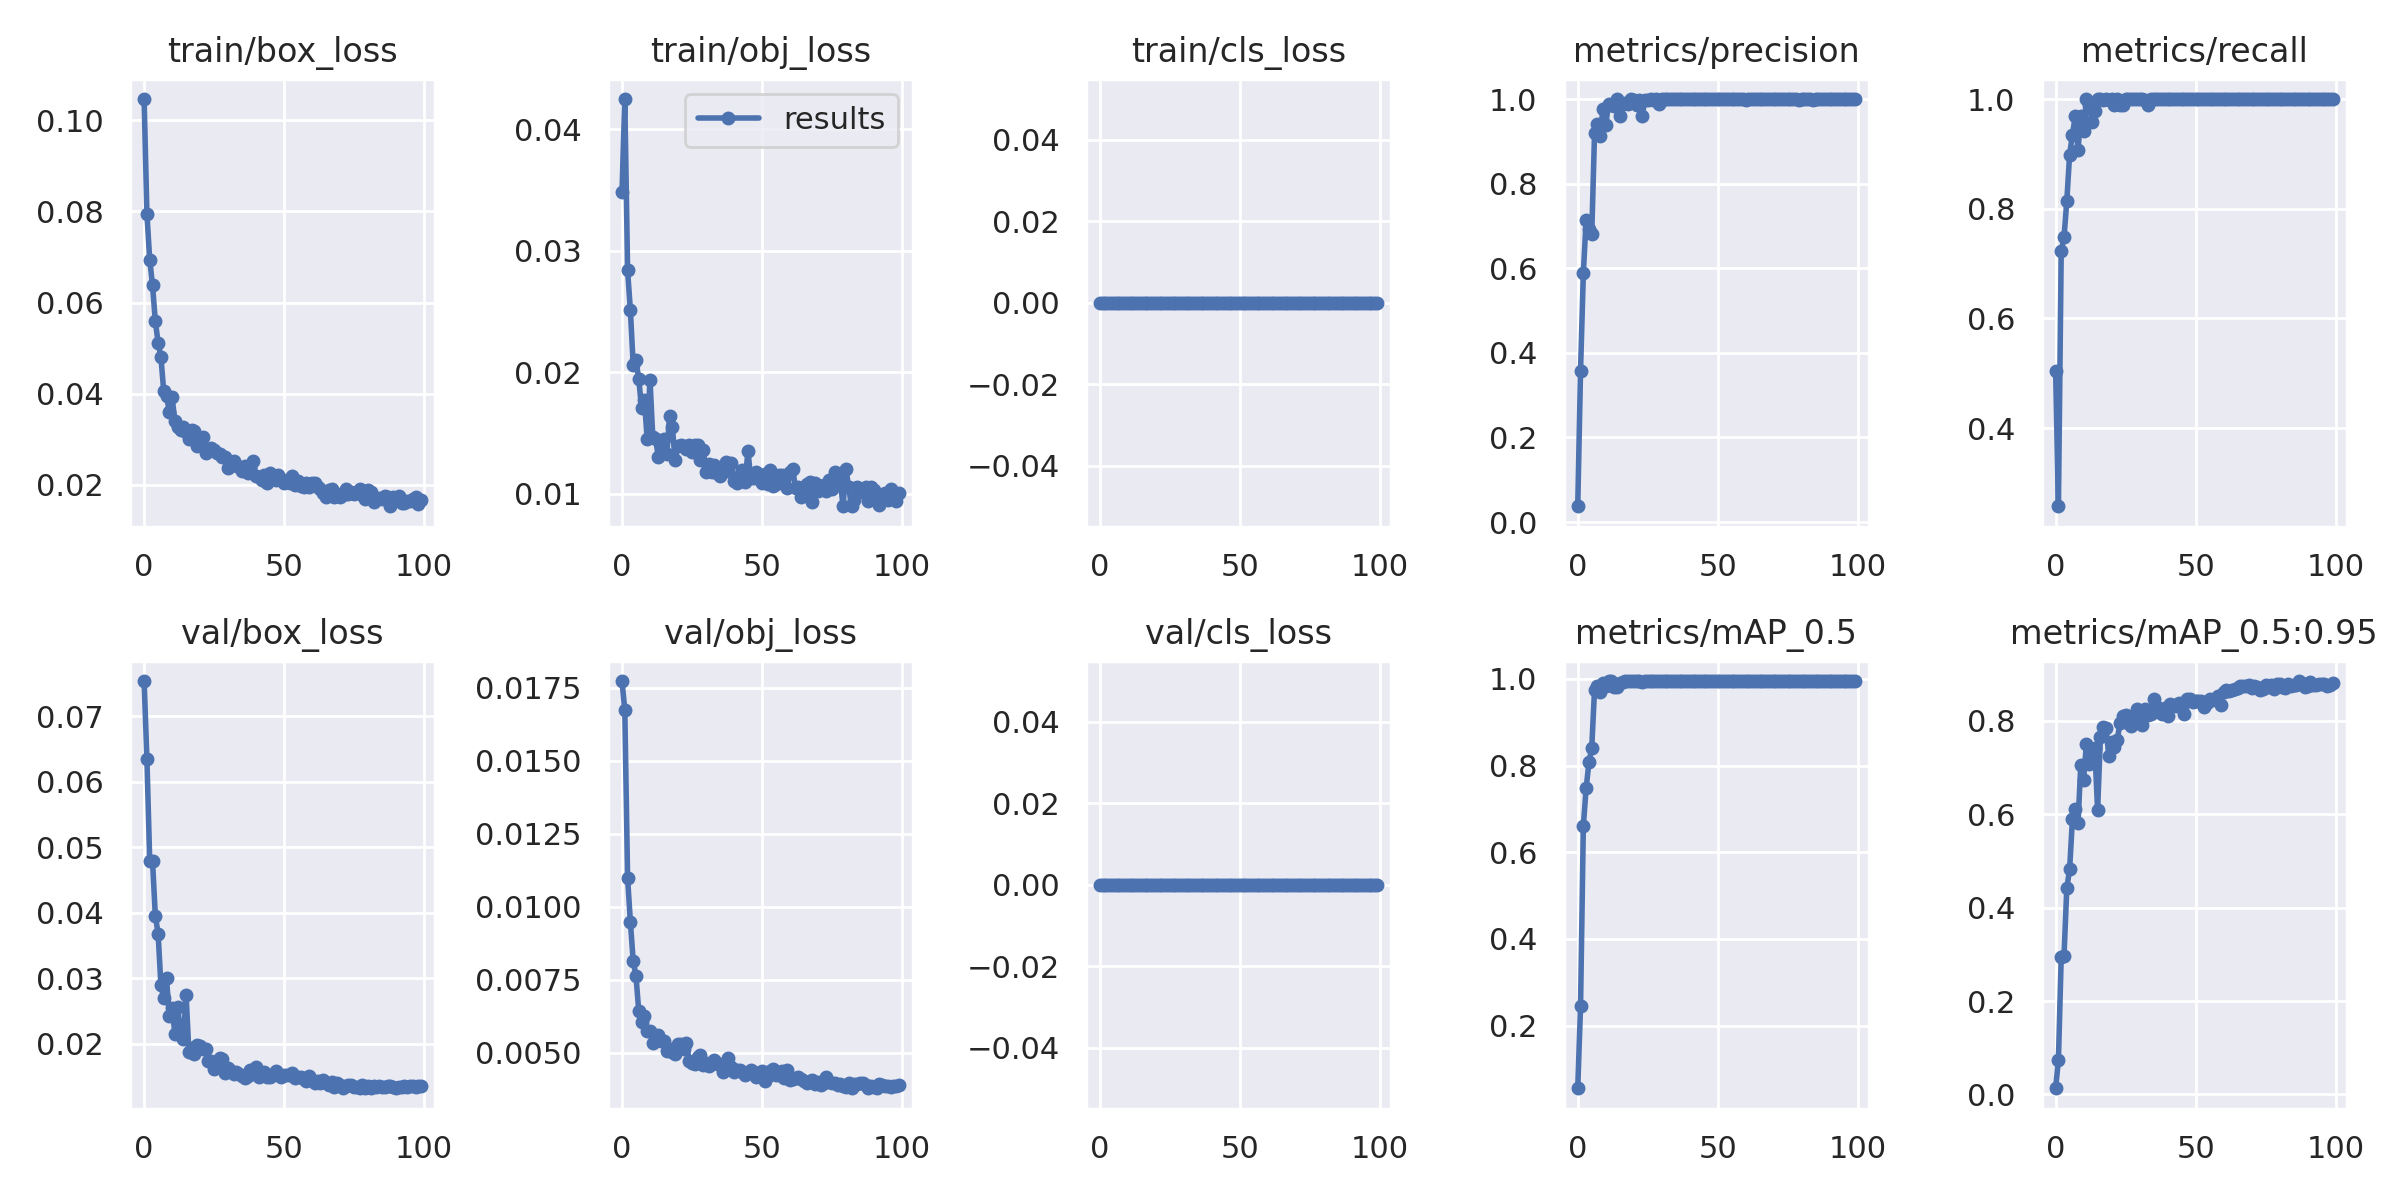 train/box_loss
0.10
0.08
0.06
0.04
0.02
0 50 100
train/obj_loss
results
0.04
0.03
0.02
0.01
0 50 100
train/cls_loss
0.04
0.02
0.00
−0.02
−0.04
0 50 100
metrics/precision
1.0
0.8
0.6
0.4
0.2
0.0
0 50 100
metrics/recall
1.0
0.8
0.6
0.4
0 50 100
val/box_loss
0.07
0.06
0.05
0.04
0.03
0.02
0 50 100
val/obj_loss
0.0175
0.0150
0.0125
0.0100
0.0075
0.0050
0 50 100
val/cls_loss
0.04
0.02
0.00
−0.02
−0.04
0 50 100
metrics/mAP_0.5
1.0
0.8
0.6
0.4
0.2
0 50 100
metrics/mAP_0.5:0.95
0.8
0.6
0.4
0.2
0.0
0 50 100